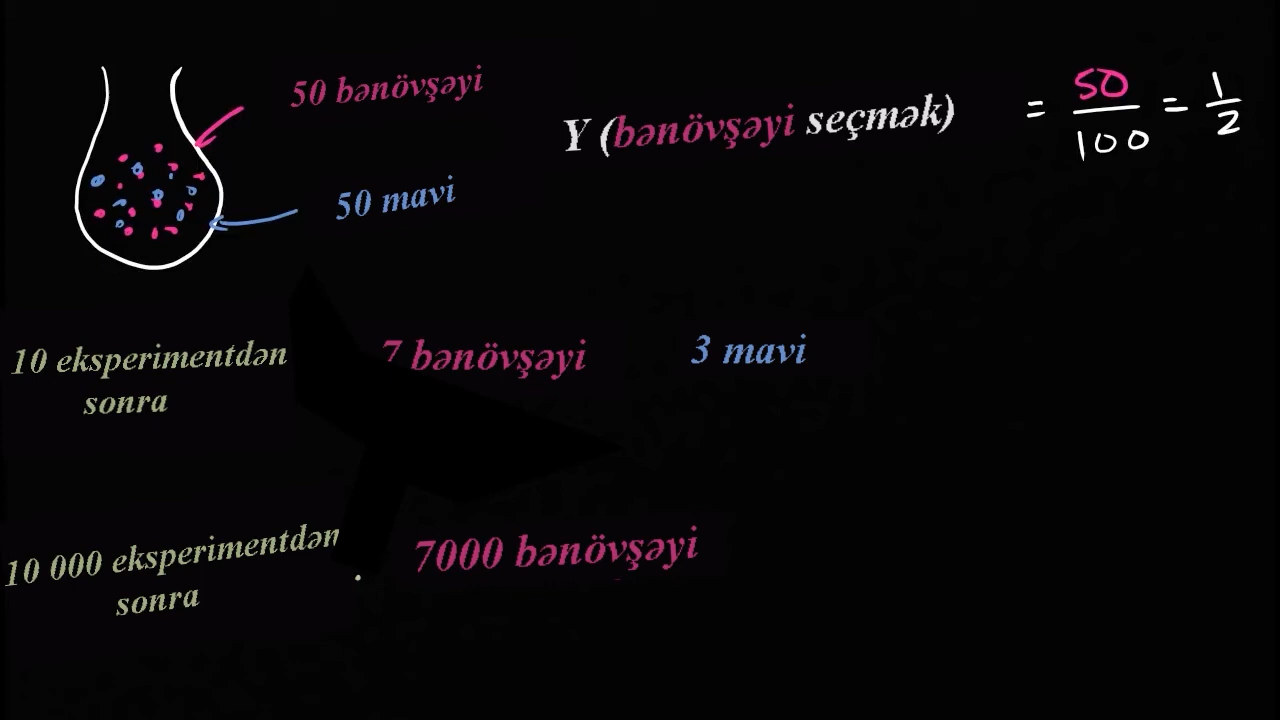 50 bənövşəyi
Y (bənövşəyi seçmək) = 50/100 = 1/2
50 mavi
10 eksperimentdən
sonra
7 bənövşəyi
3 mavi
10 000 eksperimentdən
sonra
7000 bənövşəyi